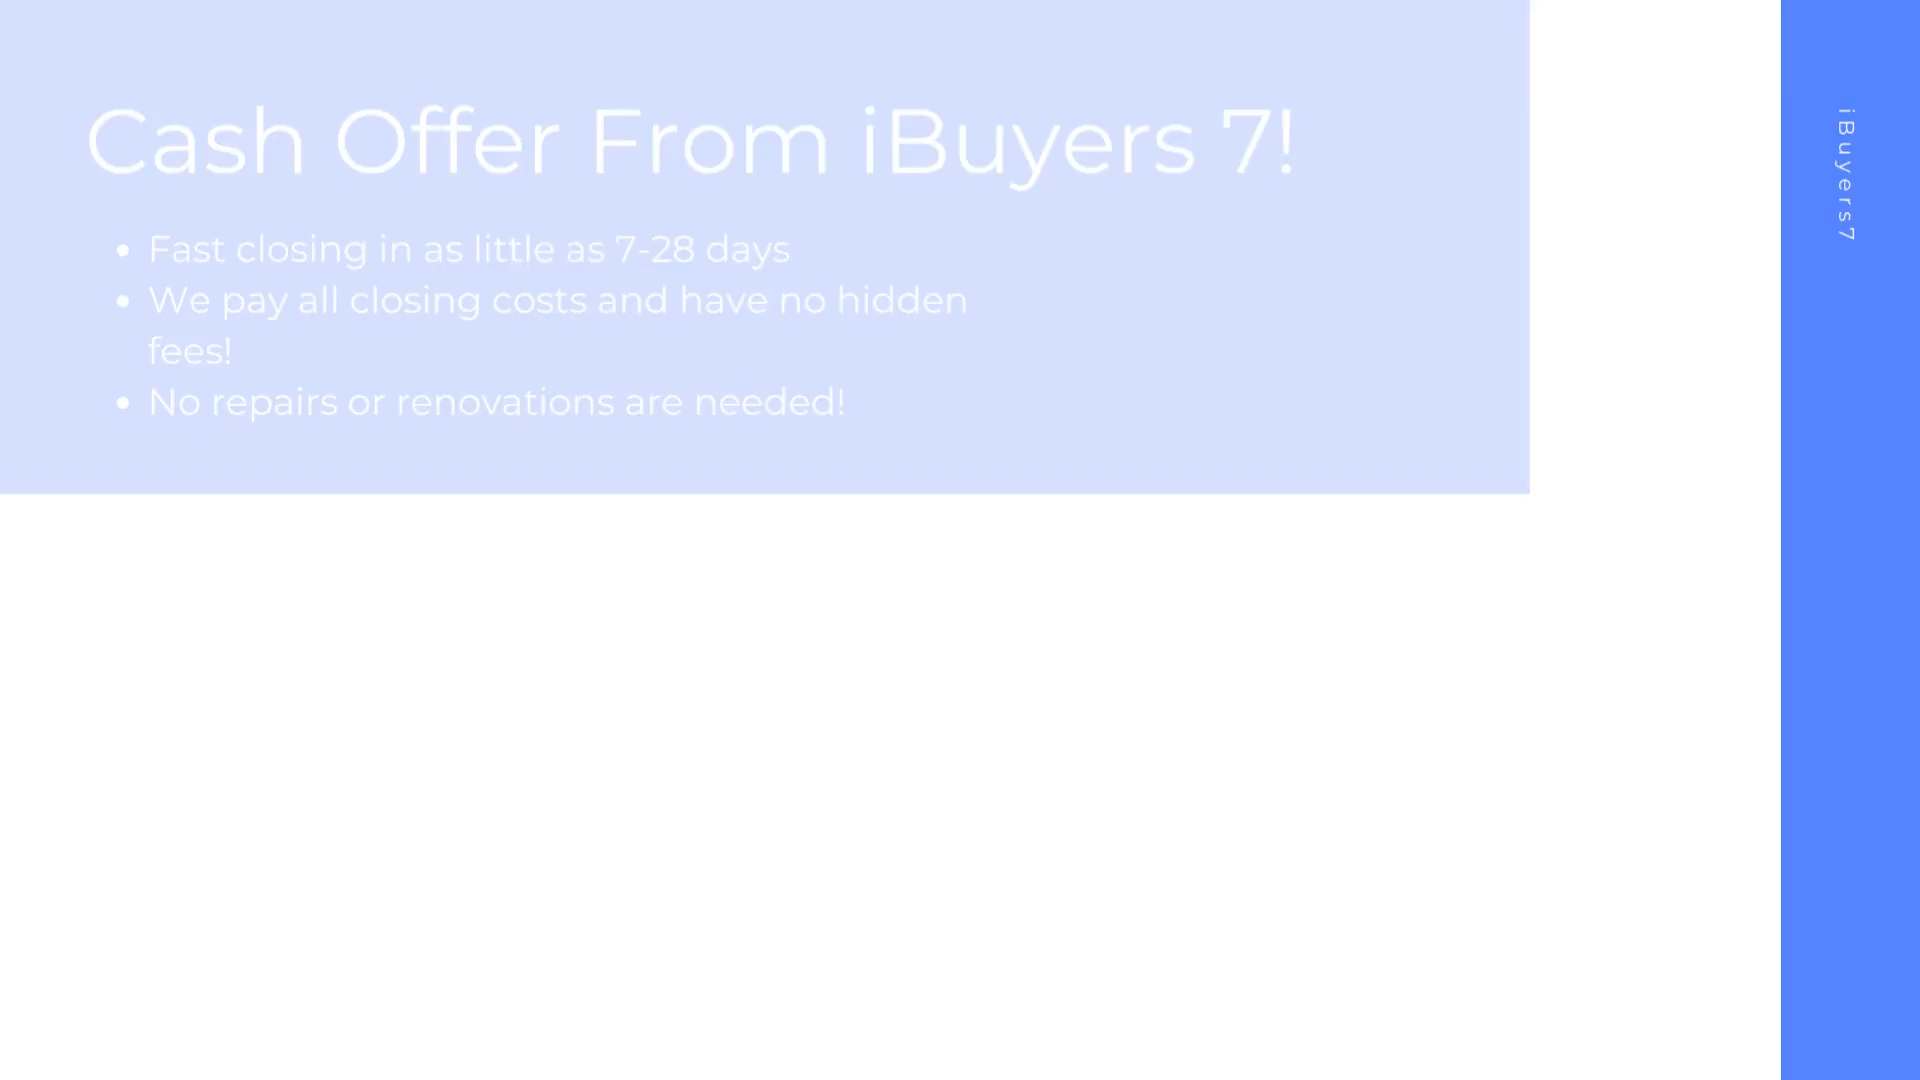 Cash Offer From iBuyers 7!
• Fast closing in as little as 7-28 days
• We pay all closing costs and have no hidden
fees!
• No repairs or renovations are needed!
iBuyers7